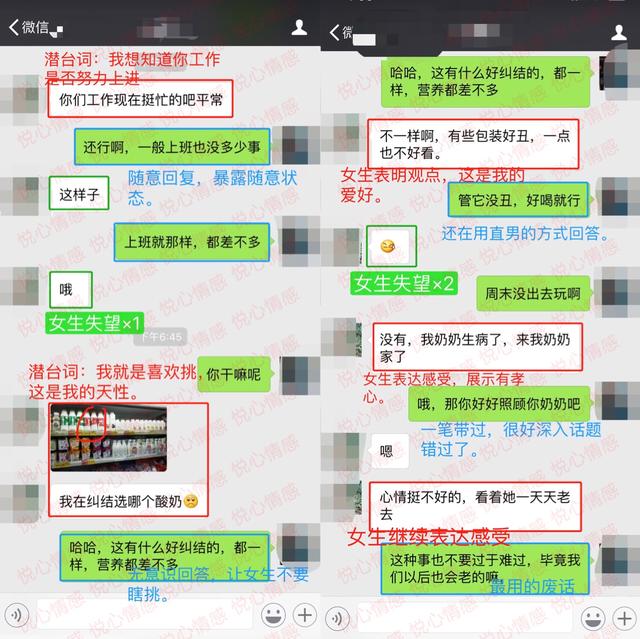 微信
潜台词：我想知道你工作
是否努力上进
你们工作现在挺忙的吧平常
还行啊，一般上班也没多少事
这样子
随意回复，暴露随意状
态。
上班就那样，都差不多
哦
女生失望×1
下午6:45
潜台词：我就是喜欢挑，
这是我的天性。
你干嘛呢
我在纠结选哪个酸奶
哈哈，这有什么好纠结的，都一
样，营养都差不多
无意识回答，让女生不要
瞎挑。
微
哈哈，这有什么好纠结的，都一
样，营养都差不多
不一样啊，有些包装好丑，一点
也不好看。
女生表明观点，这是我的
爱好。
管它没丑，好喝就行
还在用直男的方式回答。
女生失望×2
周末没出去玩啊
没有，我奶奶生病了，来我奶奶
家了
女生表达感受，展示有孝
心。
哦，那你好好照顾你奶奶吧
一笔带过，很好深入话题
错过了。
嗯
心情挺不好的，看着她一天天老
去
女生继续表达感受
这种事也不要过于难过，毕竟我
们以后也会老的嘛
最用的废话
悦心情感